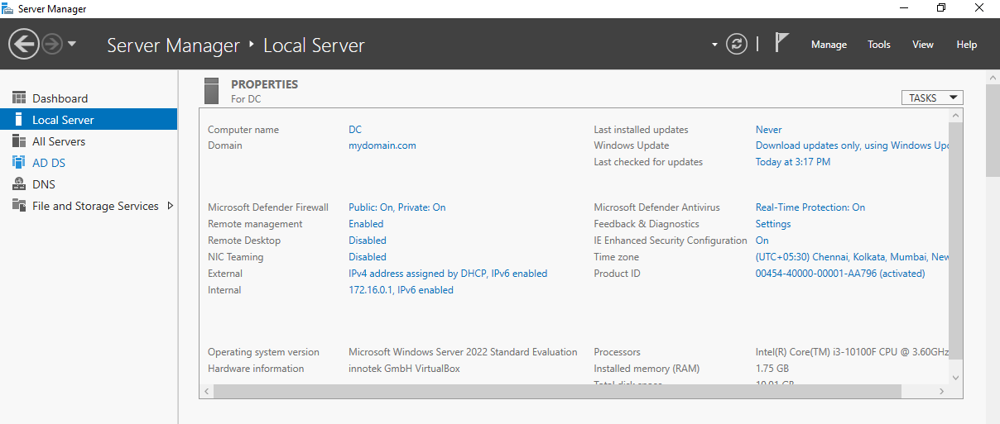 Server Manager
Server Manager ‣ Local Server
Manage Tools View Help
Dashboard
Local Server
All Servers
AD DS
DNS
File and Storage Services
PROPERTIES
For DC
TASKS
Computer name DC
Domain mydomain.com
Last installed updates Never
Windows Update Download updates only, using Windows Upd
Last checked for updates Today at 3:17 PM
Microsoft Defender Firewall Public: On, Private: On
Remote management Enabled
Remote Desktop Disabled
NIC Teaming Disabled
External IPv4 address assigned by DHCP, IPv6 enabled
Internal 172.16.0.1, IPv6 enabled
Microsoft Defender Antivirus Real-Time Protection: On
Feedback & Diagnostics Settings
IE Enhanced Security Configuration On
Time zone (UTC+05:30) Chennai, Kolkata, Mumbai, New
Product ID 00454-40000-00001-AA796 (activated)
Operating system version Microsoft Windows Server 2022 Standard Evaluation
Hardware information innotek GmbH VirtualBox
Processors Intel(R) Core(TM) i3-10100F CPU @ 3.60GHz
Installed memory (RAM) 1.75 GB
Total disk space